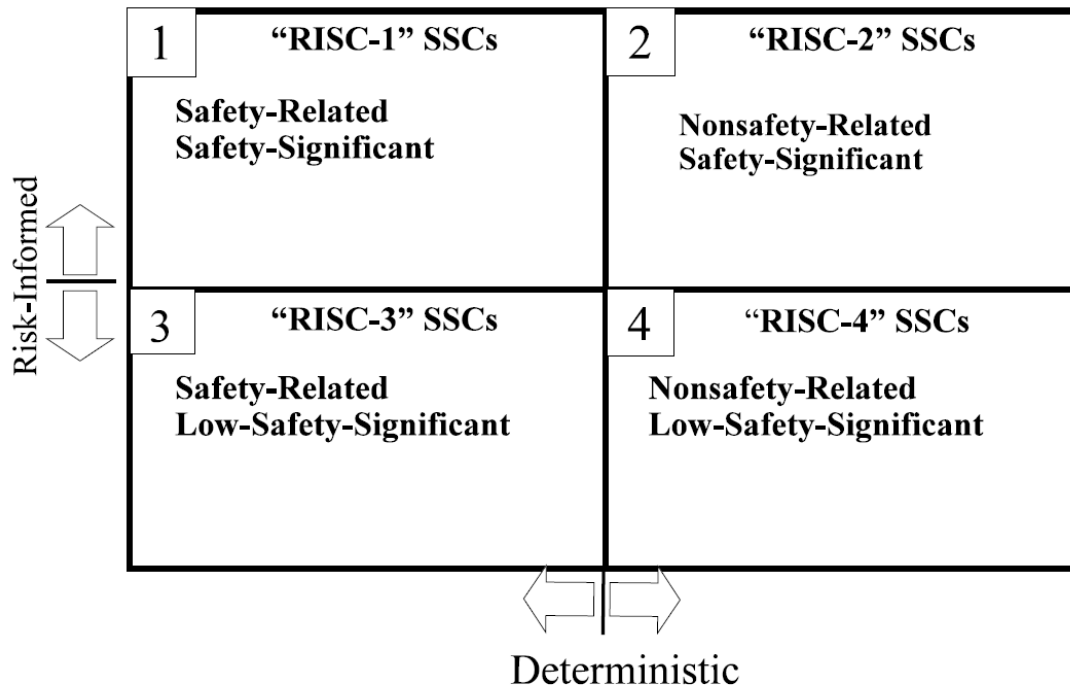 1
“RISC-1” SSCs
Safety-Related
Safety-Significant
2
“RISC-2” SSCs
Nonsafety-Related
Safety-Significant
Risk-Informed
3
“RISC-3” SSCs
Safety-Related
Low-Safety-Significant
4
“RISC-4” SSCs
Nonsafety-Related
Low-Safety-Significant
Deterministic